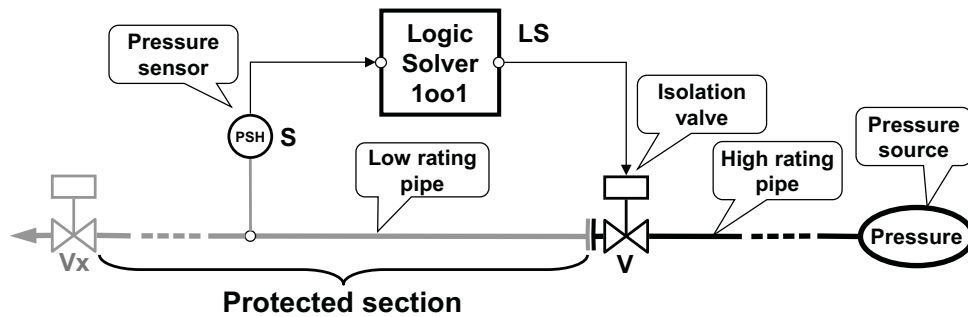 Pressure
sensor
Logic
Solver
1oo1
LS
PSH
S
Isolation
valve
Pressure
source
Low rating
pipe
High rating
pipe
Vx
V
Pressure
Protected section